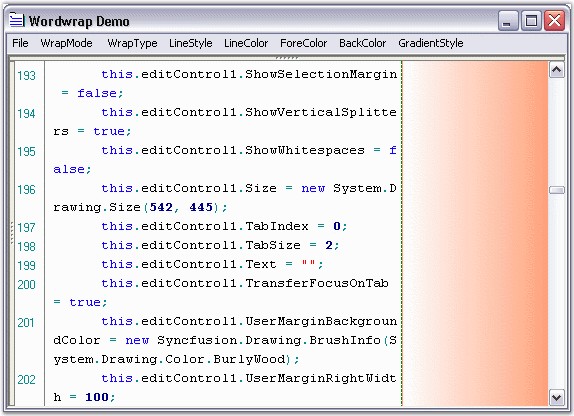 Wordwrap Demo
File WrapMode WrapType LineStyle LineColor ForeColor BackColor GradientStyle
193 this.editControl1.ShowSelectionMargin
= false;
194 this.editControl1.ShowVerticalSplitte
rs = true;
195 this.editControl1.ShowWhitespaces = f
alse;
196 this.editControl1.Size = new System.D
rawing.Size(542, 445);
197 this.editControl1.TabIndex = 0;
198 this.editControl1.TabSize = 2;
199 this.editControl1.Text = "";
200 this.editControl1.TransferFocusOnTab
= true;
201 this.editControl1.UserMarginBackgroun
dColor = new Syncfusion.Drawing.BrushInfo(S
ystem.Drawing.Color.BurlyWood);
202 this.editControl1.UserMarginRightWidt
h = 100;